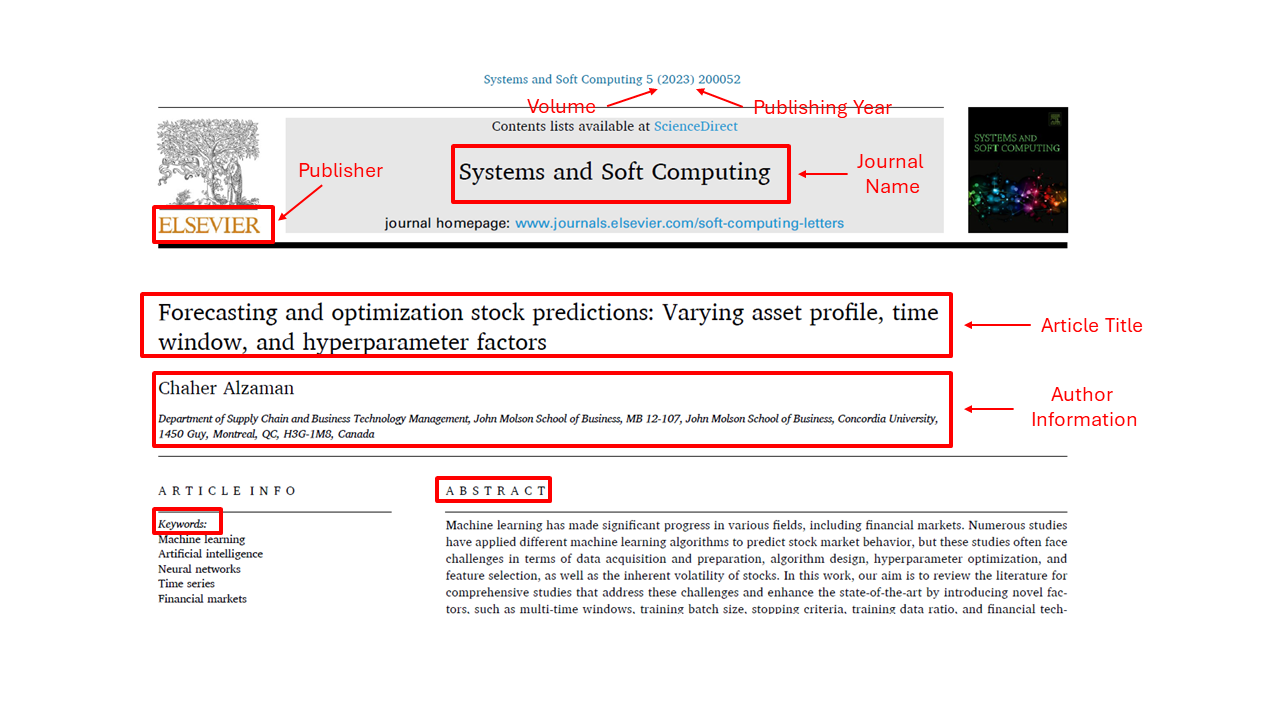 Systems and Soft Computing 5 (2023) 200052
Volume
Publishing Year
Contents lists available at ScienceDirect
Systems and Soft Computing
Journal
Name
Publisher
ELSEVIER
journal homepage: www.journals.elsevier.com/soft-computing-letters
SYSTEMS AND
SOFT COMPUTING
Forecasting and optimization stock predictions: Varying asset profile, time
window, and hyperparameter factors
Article Title
Chaher Alzaman
Department of Supply Chain and Business Technology Management, John Molson School of Business, MB 12-107, John Molson School of Business, Concordia University,
1450 Guy, Montreal, QC, H3G-1M8, Canada
Author
Information
ARTICLE INFO
Keywords:
Machine learning
Artificial intelligence
Neural networks
Time series
Financial markets
ABSTRACT
Machine learning has made significant progress in various fields, including financial markets. Numerous studies
have applied different machine learning algorithms to predict stock market behavior, but these studies often face
challenges in terms of data acquisition and preparation, algorithm design, hyperparameter optimization, and
feature selection, as well as the inherent volatility of stocks. In this work, our aim is to review the literature for
comprehensive studies that address these challenges and enhance the state-of-the-art by introducing novel fac-
tors, such as multi-time windows, training batch size, stopping criteria, training data ratio, and financial tech-